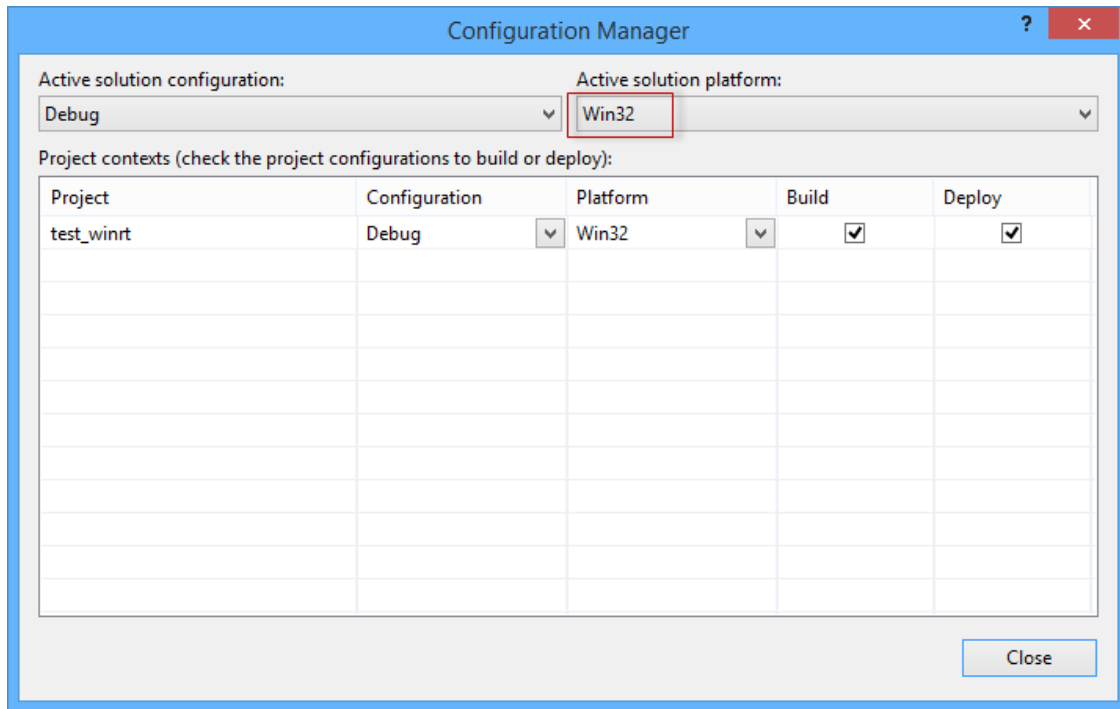 Configuration Manager
?
Active solution configuration: Active solution platform:
Debug Win32
Project contexts (check the project configurations to build or deploy):
Project Configuration Platform Build Deploy
test_winrt Debug Win32
Close